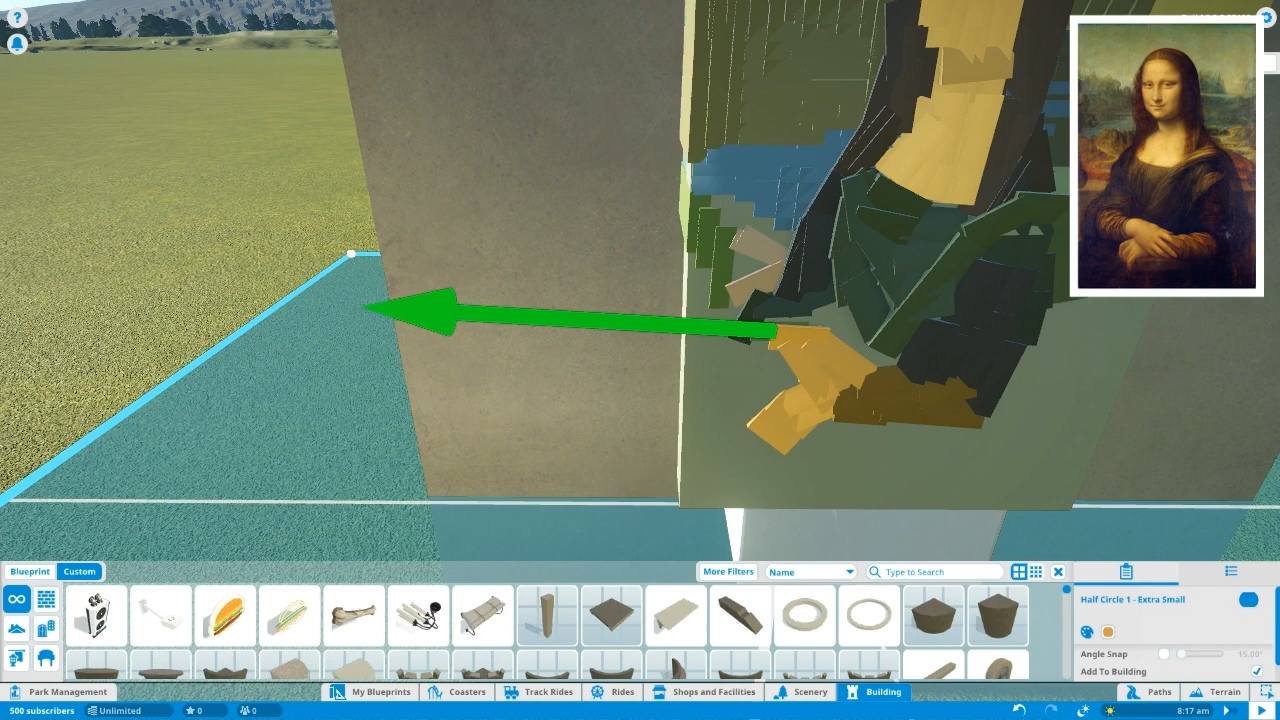 ?
Blueprint
Custom
More Filters
Name
Type to Search
Half Circle 1 - Extra Small
Angle Snap
15.00°
Add To Building
Park Management
My Blueprints
Coasters
Track Rides
Rides
Shops and Facilities
Scenery
Building
Paths
Terrain
500 subscribers
Unlimited
0
0
8:17 am